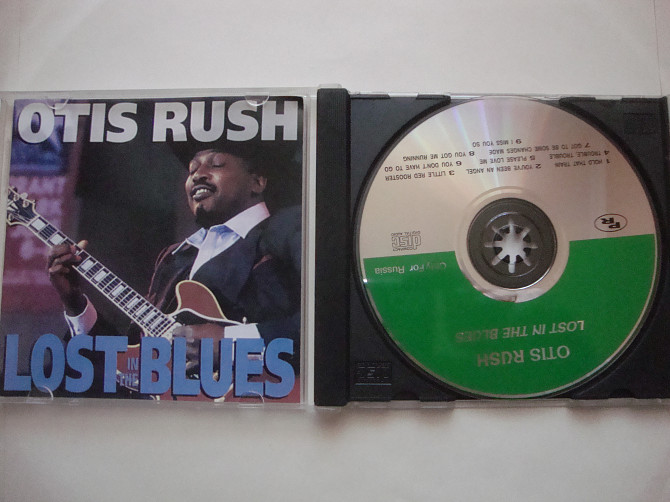 OTIS RUSH
LOST IN THE BLUES
1 HOLD THAT TRAIN 2 YOU'VE BEEN AN ANGEL 3 LITTLE RED ROOSTER
4 TROUBLE, TROUBLE 5 PLEASE LOVE ME 6 YOU DON'T HAVE TO GO
7 GOT TO BE SOME CHANGES MADE 8 YOU GOT ME RUNNING
9 I MISS YOU SO
PR
COMPACT
disc
DIGITAL AUDIO
Only For Russia
OTIS RUSH
LOST IN THE BLUES